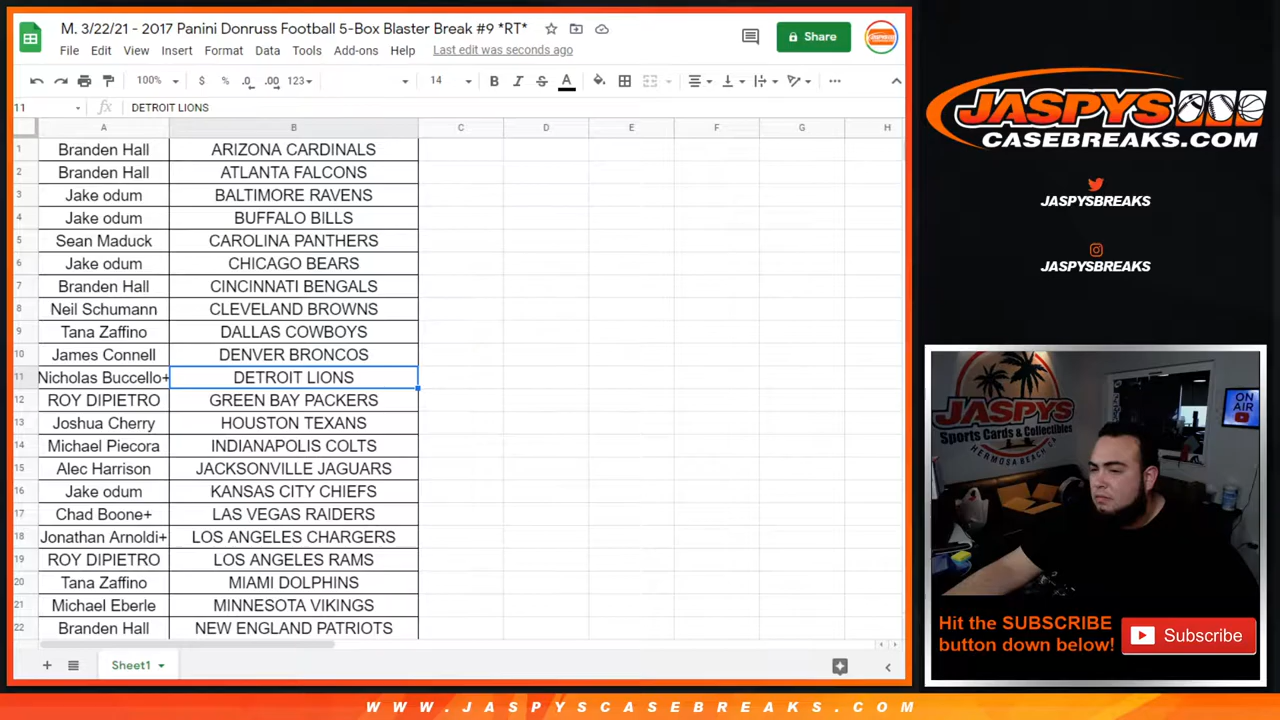 M. 3/22/21 - 2017 Panini Donruss Football 5-Box Blaster Break #9 *RT*
File Edit View Insert Format Data Tools Add-ons Help Last edit was seconds ago
Share
100% $ % .0 .00 123 14 B I S A
11 fx DETROIT LIONS
A B C D E F G H
1 Branden Hall ARIZONA CARDINALS
2 Branden Hall ATLANTA FALCONS
3 Jake odum BALTIMORE RAVENS
4 Jake odum BUFFALO BILLS
5 Sean Maduck CAROLINA PANTHERS
6 Jake odum CHICAGO BEARS
7 Branden Hall CINCINNATI BENGALS
8 Neil Schumann CLEVELAND BROWNS
9 Tana Zaffino DALLAS COWBOYS
10 James Connell DENVER BRONCOS
11 Nicholas Buccello+ DETROIT LIONS
12 ROY DIPIETRO GREEN BAY PACKERS
13 Joshua Cherry HOUSTON TEXANS
14 Michael Piecora INDIANAPOLIS COLTS
15 Alec Harrison JACKSONVILLE JAGUARS
16 Jake odum KANSAS CITY CHIEFS
17 Chad Boone+ LAS VEGAS RAIDERS
18 Jonathan Arnoldi+ LOS ANGELES CHARGERS
19 ROY DIPIETRO LOS ANGELES RAMS
20 Tana Zaffino MIAMI DOLPHINS
21 Michael Eberle MINNESOTA VIKINGS
22 Branden Hall NEW ENGLAND PATRIOTS
Sheet1
JASPYS
CASEBREAKS.COM
JASPYSBREAKS
JASPYSBREAKS
JASPYS
Sports Cards & Collectibles
HERMOSA BEACH CA
ON
AIR
Hit the SUBSCRIBE
button down below!
Subscribe
WWW.JASPYSCASEBREAKS.COM